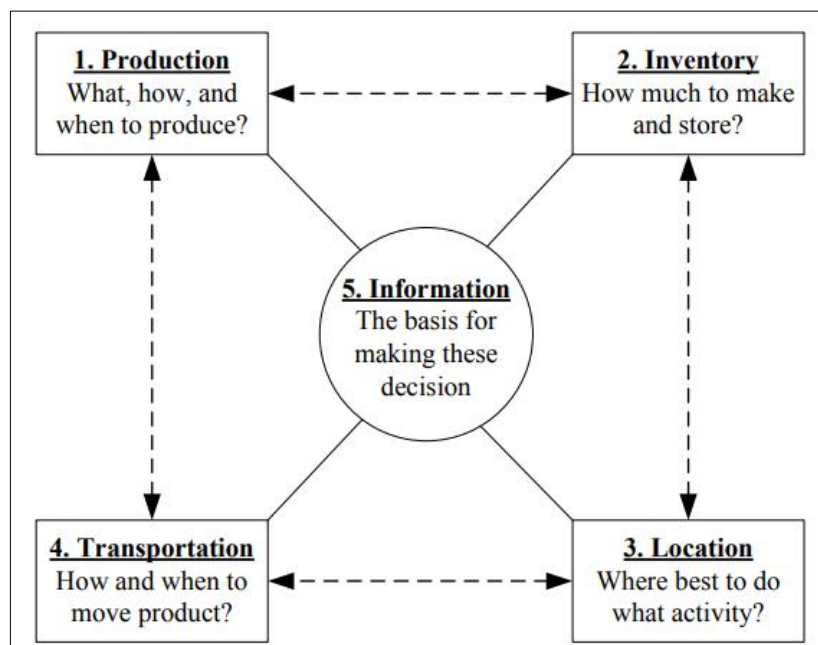 1. Production
What, how, and
when to produce?
2. Inventory
How much to make
and store?
5. Information
The basis for
making these
decision
4. Transportation
How and when to
move product?
3. Location
Where best to do
what activity?